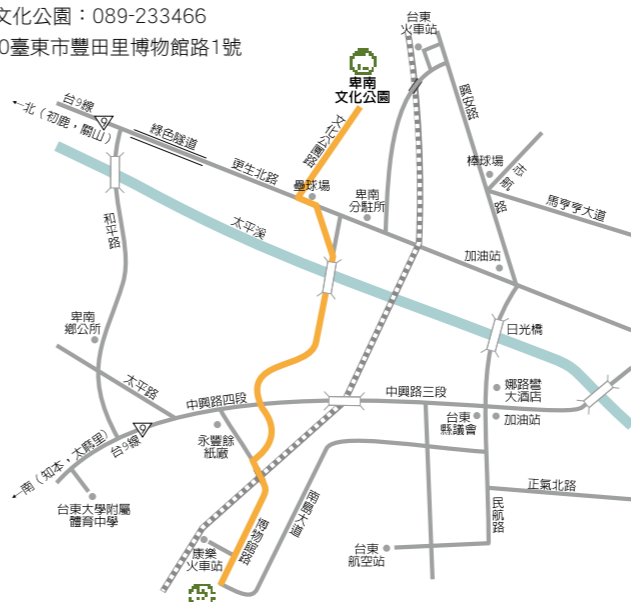 文化公園：089-233466
0臺東市豐田里博物館路1號
台東
火車站
卑南
文化公園
興安路
台9線
←北（初鹿，關山）
綠色隧道
文化公園路
更生北路
壘球場
卑南
分駐所
棒球場
志航路
馬亨亨大道
和平路
太平溪
加油站
日光橋
卑南
鄉公所
太平路
中興路四段
中興路三段
娜路彎
大酒店
加油站
台東
縣議會
永豐餘
紙廠
台9線
←南（知本，太麻里）
台東大學附屬
體育中學
南島大道
正氣北路
民航路
博物館路
康樂
火車站
台東
航空站